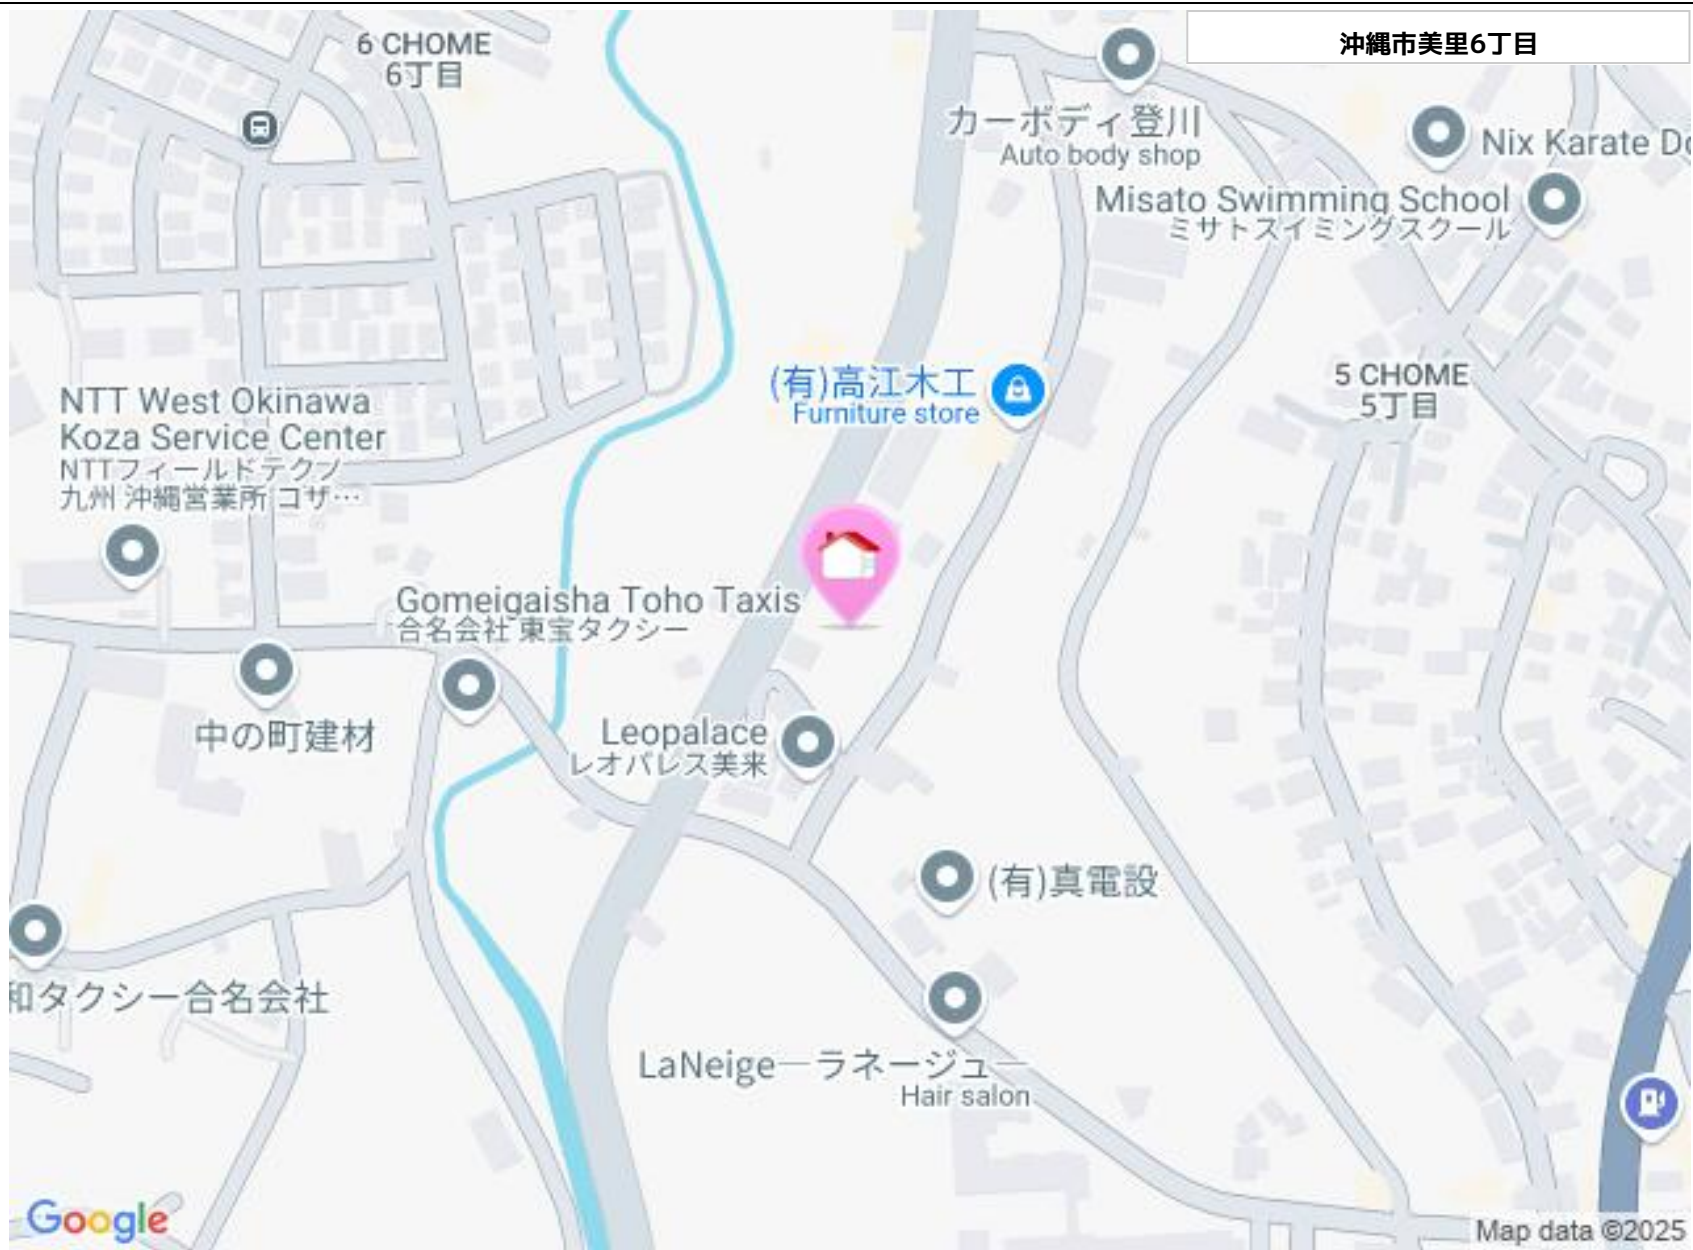 沖縄市美里6丁目
6 CHOME
6丁目
カーボディ登川
Auto body shop
Nix Karate Do
Misato Swimming School
ミサトスイミングスクール
(有)高江木工
Furniture store
5 CHOME
5丁目
NTT West Okinawa
Koza Service Center
NTTフィールドテクノ
九州 沖縄営業所 コザ…
Gomeigaisha Toho Taxis
合名会社 東宝タクシー
中の町建材
Leopalace
レオパレス美来
(有)真電設
和タクシー合名会社
LaNeige―ラネージュ―
Hair salon
Google
Map data ©2025